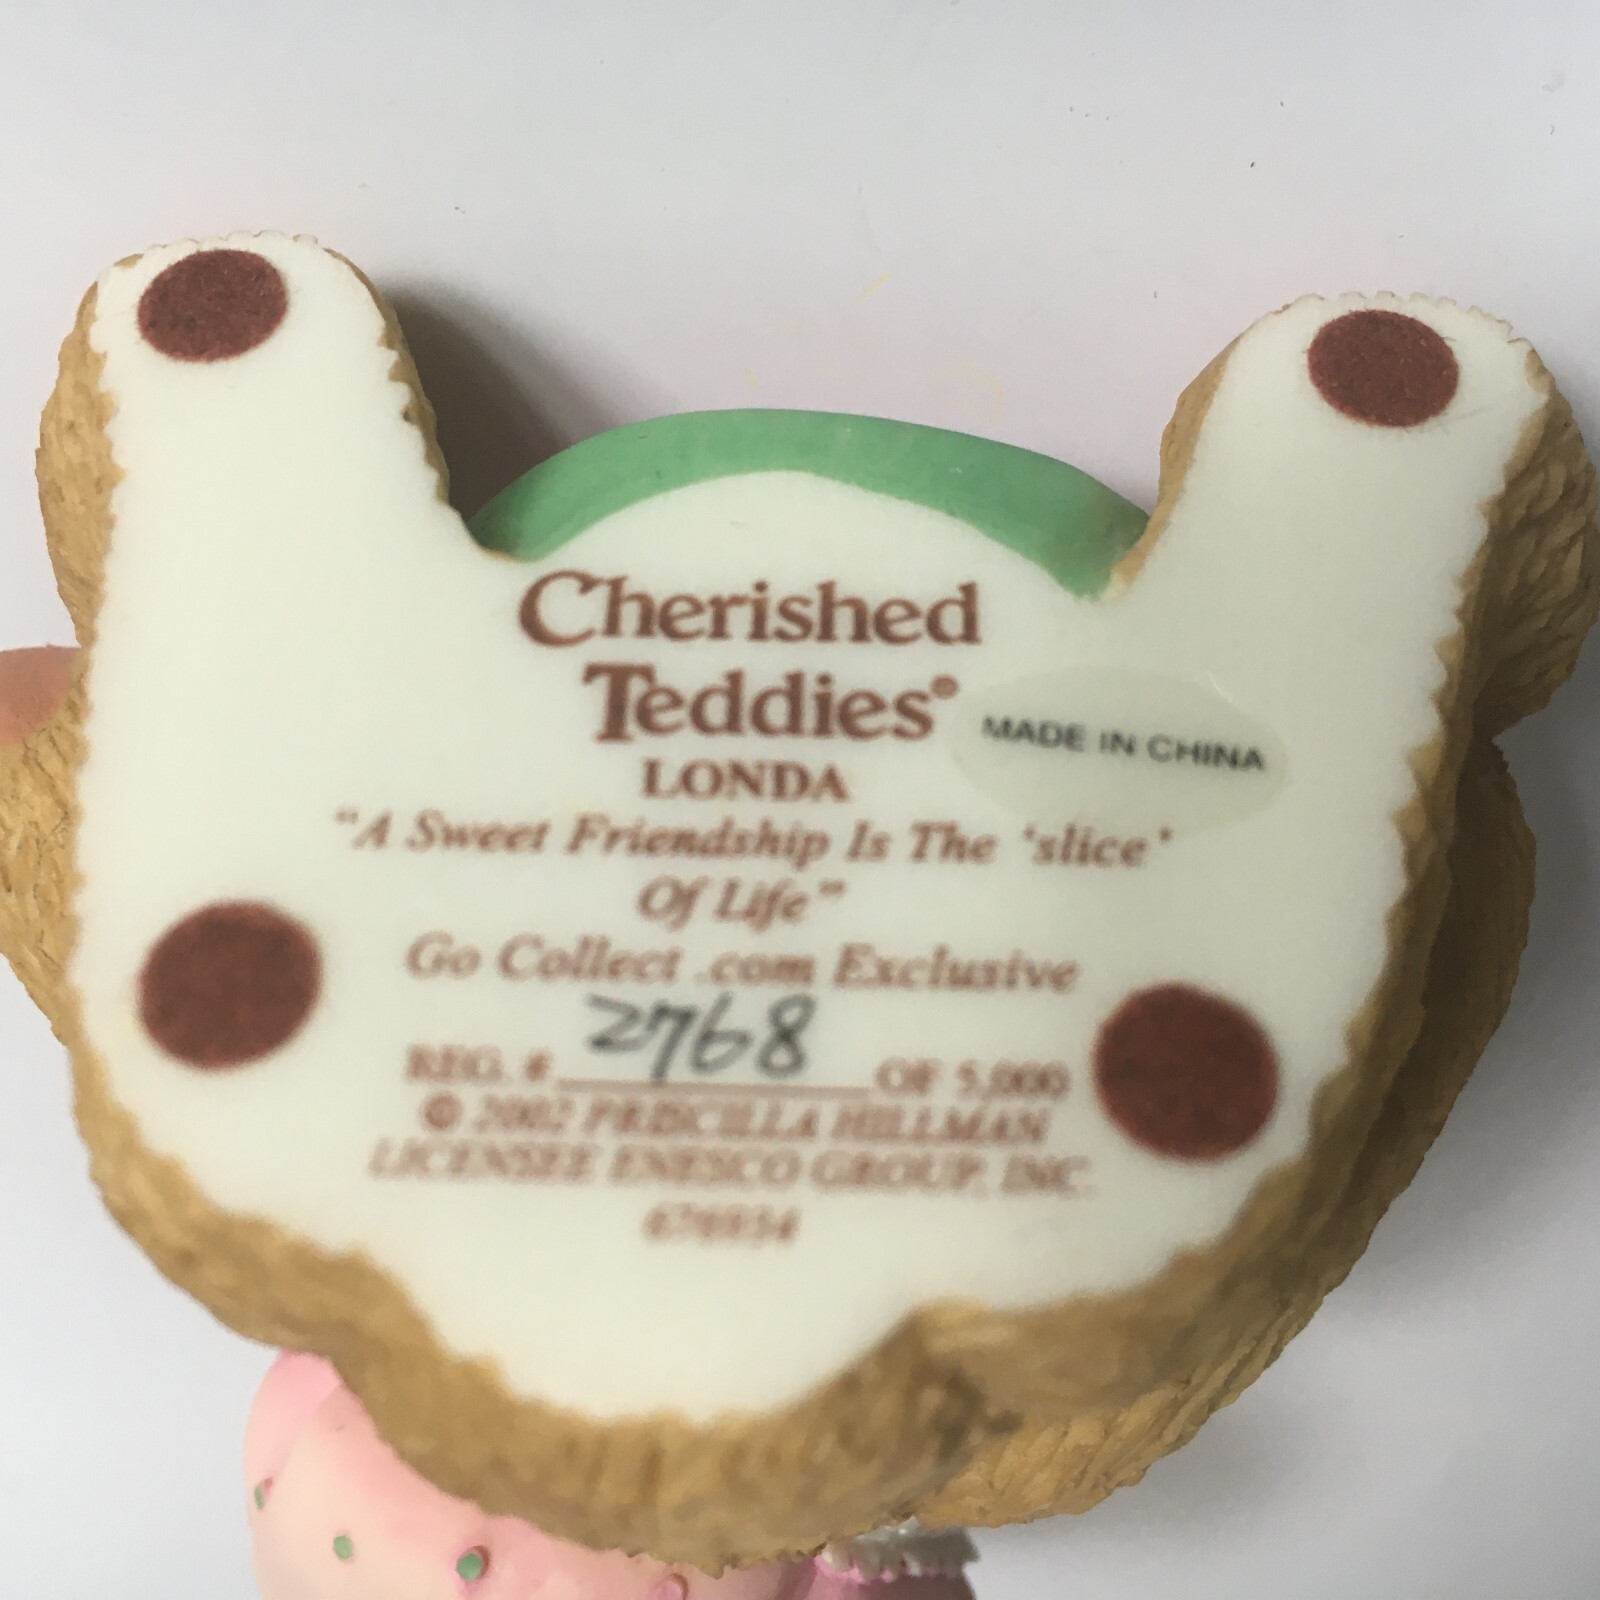 Cherished
Teddies®
MADE IN CHINA
LONDA
"A Sweet Friendship Is The 'slice'
Of Life"
Go Collect .com Exclusive
REG. # 2768 OF 5,000
© 2002 PRISCILLA HILLMAN
LICENSEE ENESCO GROUP, INC.